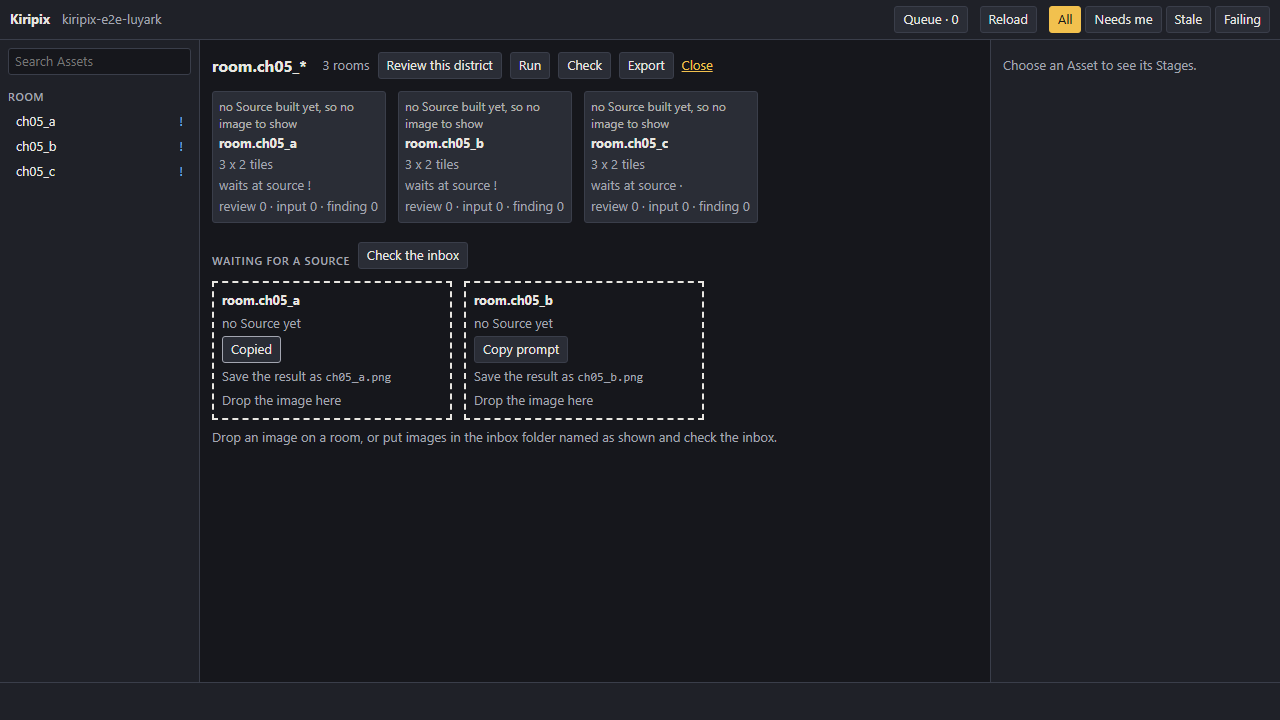 Kiripix kiripix-e2e-luyark Queue · 0 Reload All Needs me Stale Failing
Search Assets
ROOM
ch05_a !
ch05_b !
ch05_c !
room.ch05_* 3 rooms Review this district Run Check Export Close
no Source built yet, so no image to show
room.ch05_a
3 x 2 tiles
waits at source !
review 0 · input 0 · finding 0
no Source built yet, so no image to show
room.ch05_b
3 x 2 tiles
waits at source !
review 0 · input 0 · finding 0
no Source built yet, so no image to show
room.ch05_c
3 x 2 tiles
waits at source ·
review 0 · input 0 · finding 0
WAITING FOR A SOURCE Check the inbox
room.ch05_a
no Source yet
Copied
Save the result as ch05_a.png
Drop the image here
room.ch05_b
no Source yet
Copy prompt
Save the result as ch05_b.png
Drop the image here
Drop an image on a room, or put images in the inbox folder named as shown and check the inbox.
Choose an Asset to see its Stages.